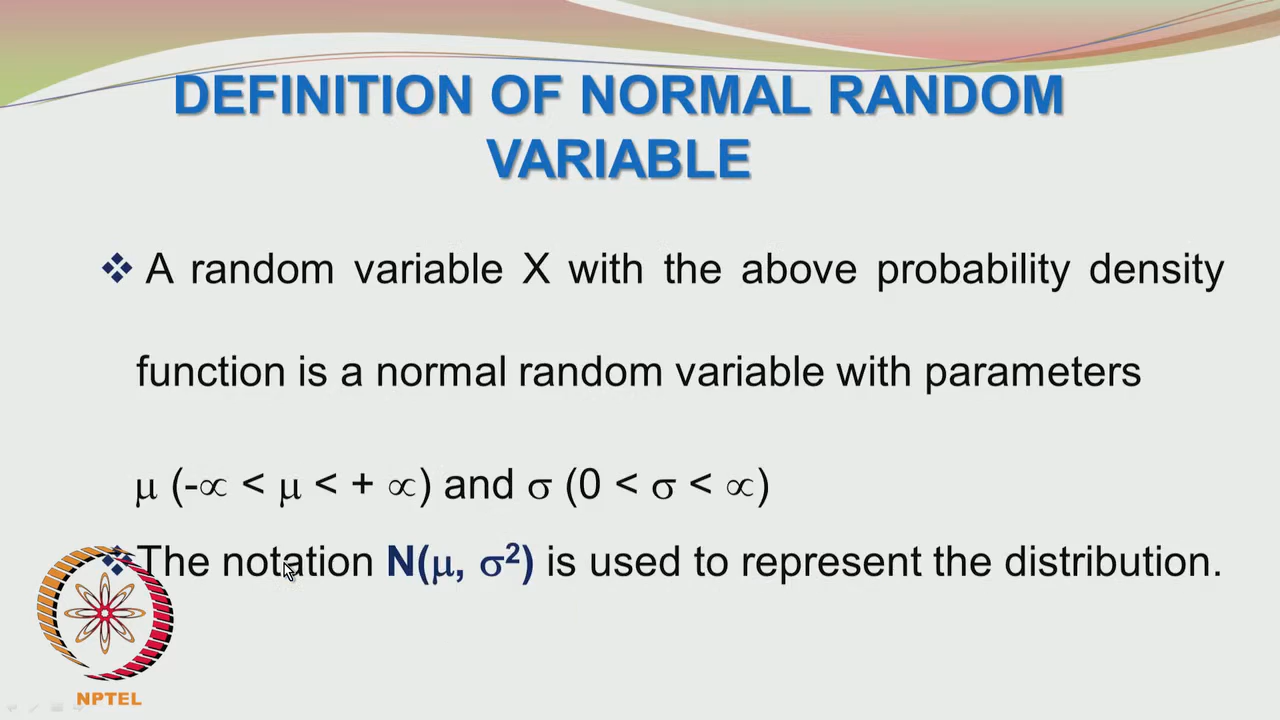 DEFINITION OF NORMAL RANDOM
VARIABLE
❖ A random variable X with the above probability density
function is a normal random variable with parameters
μ (-∝ < μ < + ∝) and σ (0 < σ < ∝)
❖ The notation N(μ, σ²) is used to represent the distribution.
NPTEL